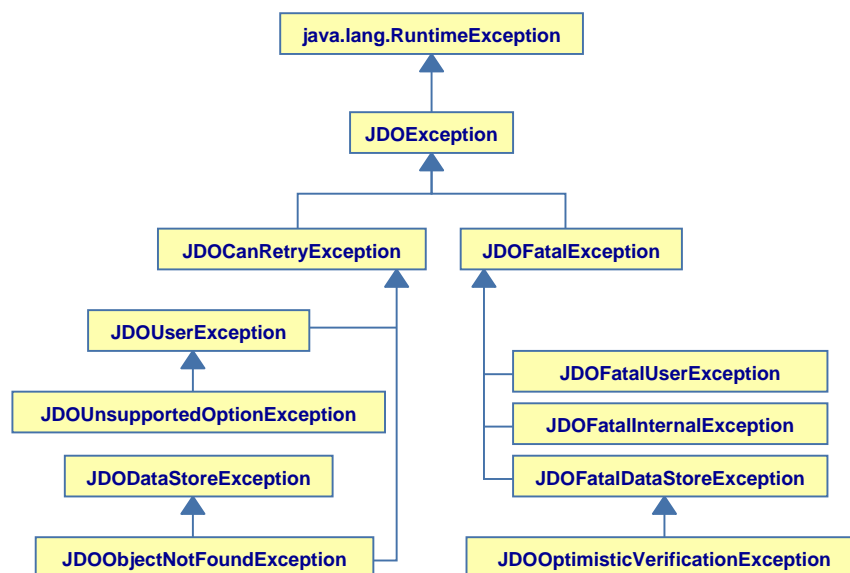 java.lang.RuntimeException
JDOException
JDOCanRetryException
JDOFatalException
JDOUserException
JDOUnsupportedOptionException
JDODataStoreException
JDOObjectNotFoundException
JDOFatalUserException
JDOFatalInternalException
JDOFatalDataStoreException
JDOOptimisticVerificationException